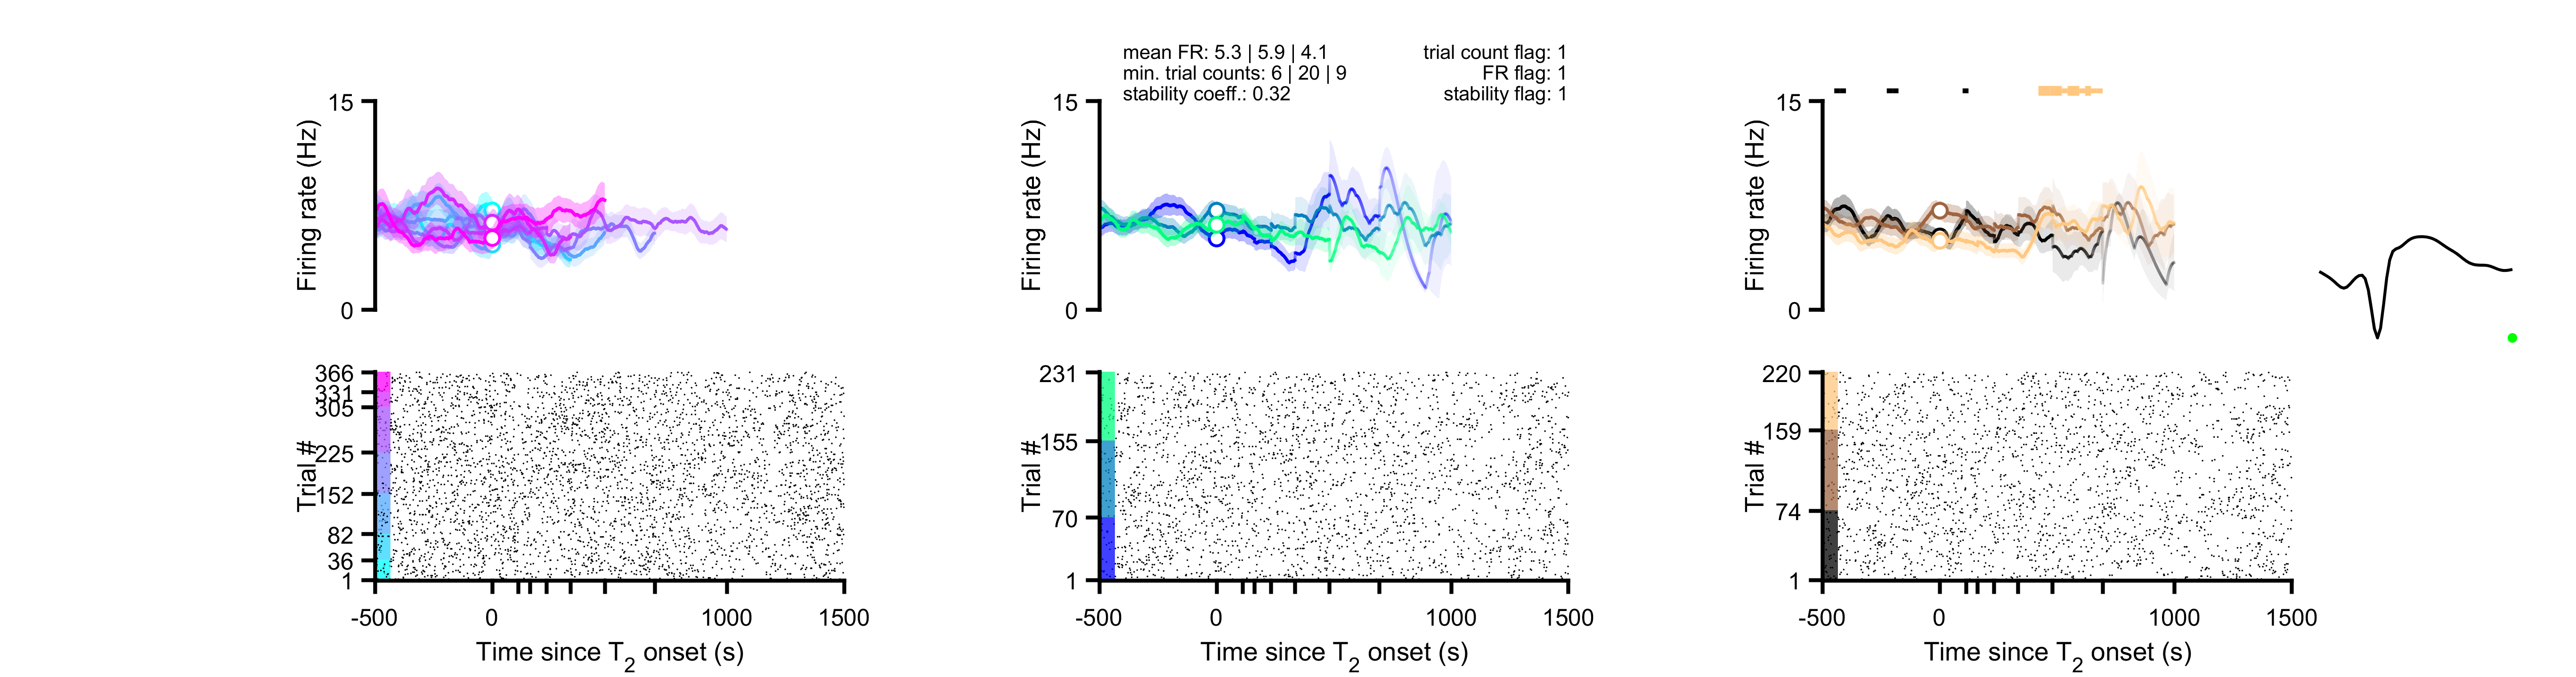 mean FR: 5.3 | 5.9 | 4.1
min. trial counts: 6 | 20 | 9
stability coeff.: 0.32
trial count flag: 1
FR flag: 1
stability flag: 1
15
Firing rate (Hz)
0
366
331
305
225
152
82
36
1
Trial #
-500
0
1000
1500
Time since T2 onset (s)
15
Firing rate (Hz)
0
231
155
70
1
Trial #
-500
0
1000
1500
Time since T2 onset (s)
15
Firing rate (Hz)
0
220
159
74
1
Trial #
-500
0
1000
1500
Time since T2 onset (s)